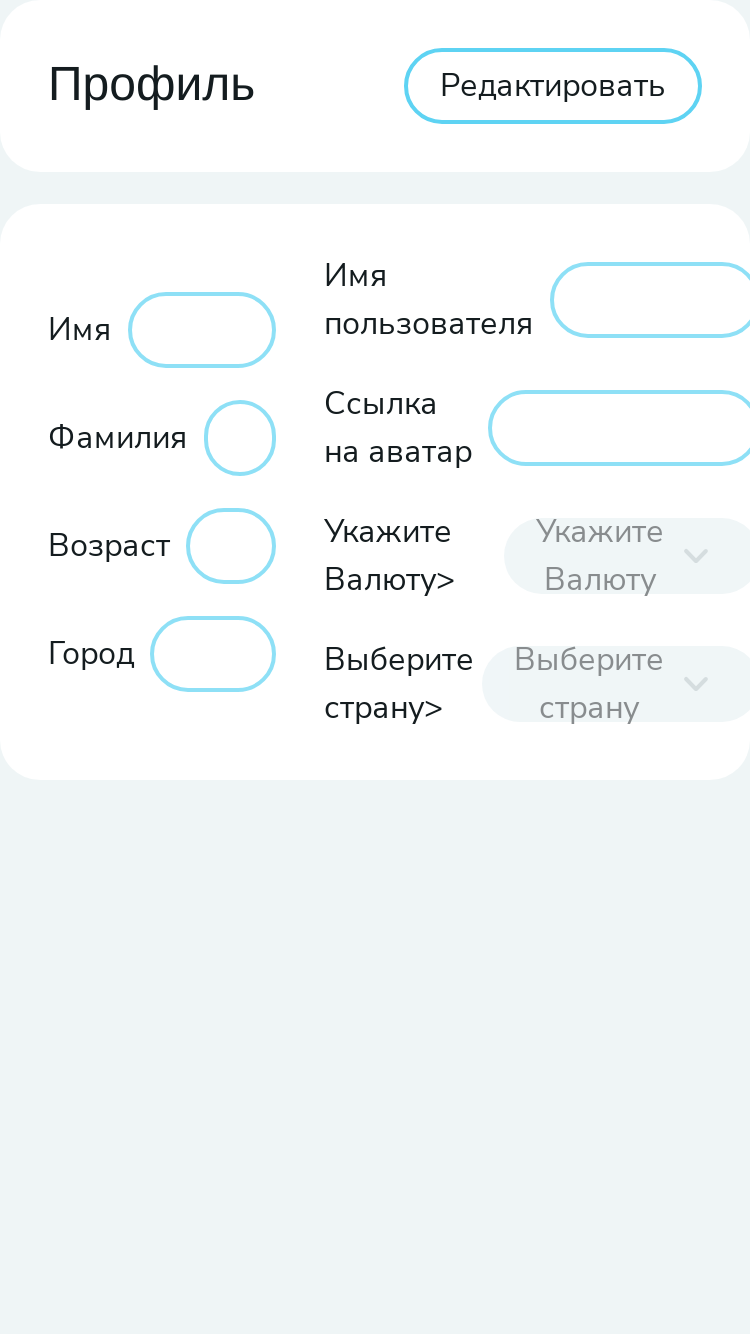 Профиль
Редактировать
Имя
Фамилия
Возраст
Город
Имя
пользователя
Ссылка
на аватар
Укажите
Валюту>
Укажите
Валюту
Выберите
страну>
Выберите
страну